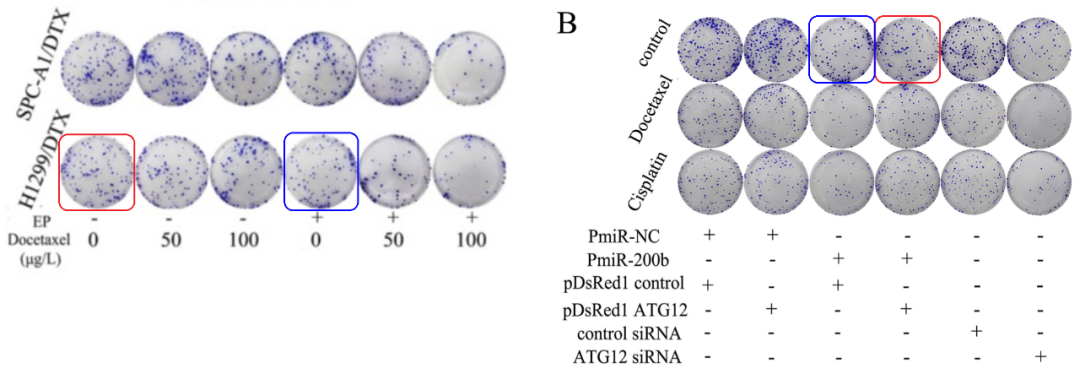 SPC-A1/DTX
H1299/DTX
EP - - - + + +
Docetaxel 0 50 100 0 50 100
(μg/L)
B
control
Docetaxel
Cisplatin
PmiR-NC + + - - - -
PmiR-200b - - + + - -
pDsRed1 control + - + - - -
pDsRed1 ATG12 - + - + - -
control siRNA - - - - + -
ATG12 siRNA - - - - - +